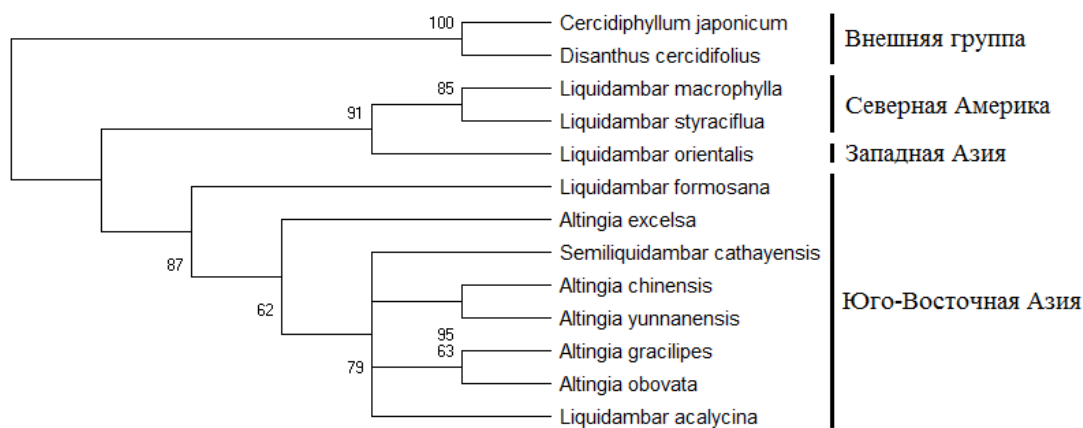 100
Cercidiphyllum japonicum
Disanthus cercidifolius
Внешняя группа
85
Liquidambar macrophylla
91
Liquidambar styraciflua
Северная Америка
Liquidambar orientalis
Западная Азия
Liquidambar formosana
Altingia excelsa
87
Semiliquidambar cathayensis
Altingia chinensis
62
Altingia yunnanensis
Юго-Восточная Азия
95
63
Altingia gracilipes
79
Altingia obovata
Liquidambar acalycina